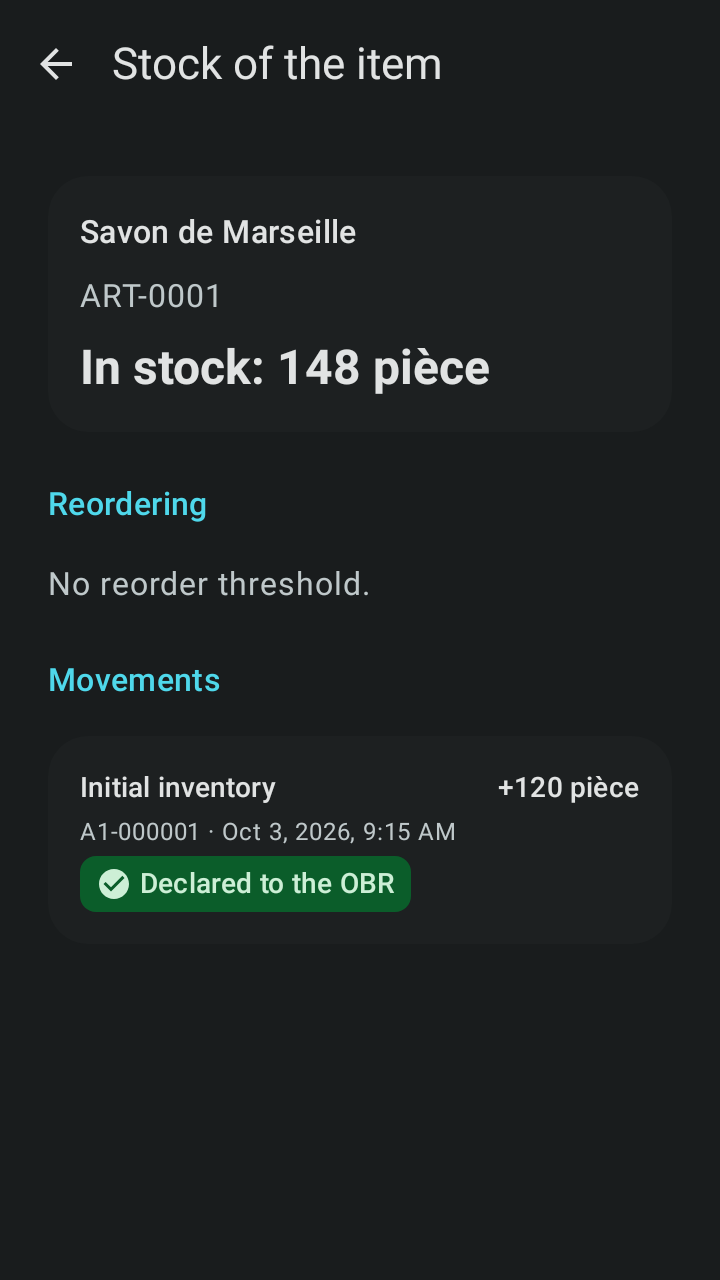 Stock of the item
Savon de Marseille
ART-0001
In stock: 148 pièce
Reordering
No reorder threshold.
Movements
Initial inventory +120 pièce
A1-000001 · Oct 3, 2026, 9:15 AM
Declared to the OBR